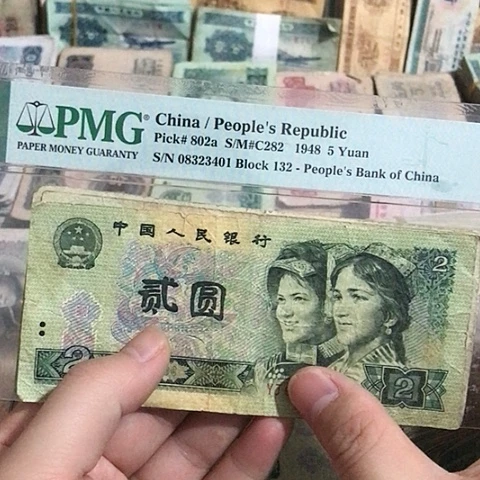 PMG
PAPER MONEY GUARANTY
China / People's Republic
Pick# 802a S/M#C282 1948 5 Yuan
S/N 08323401 Block 132 - People's Bank of China
中国人民银行
2
贰圆
2
2